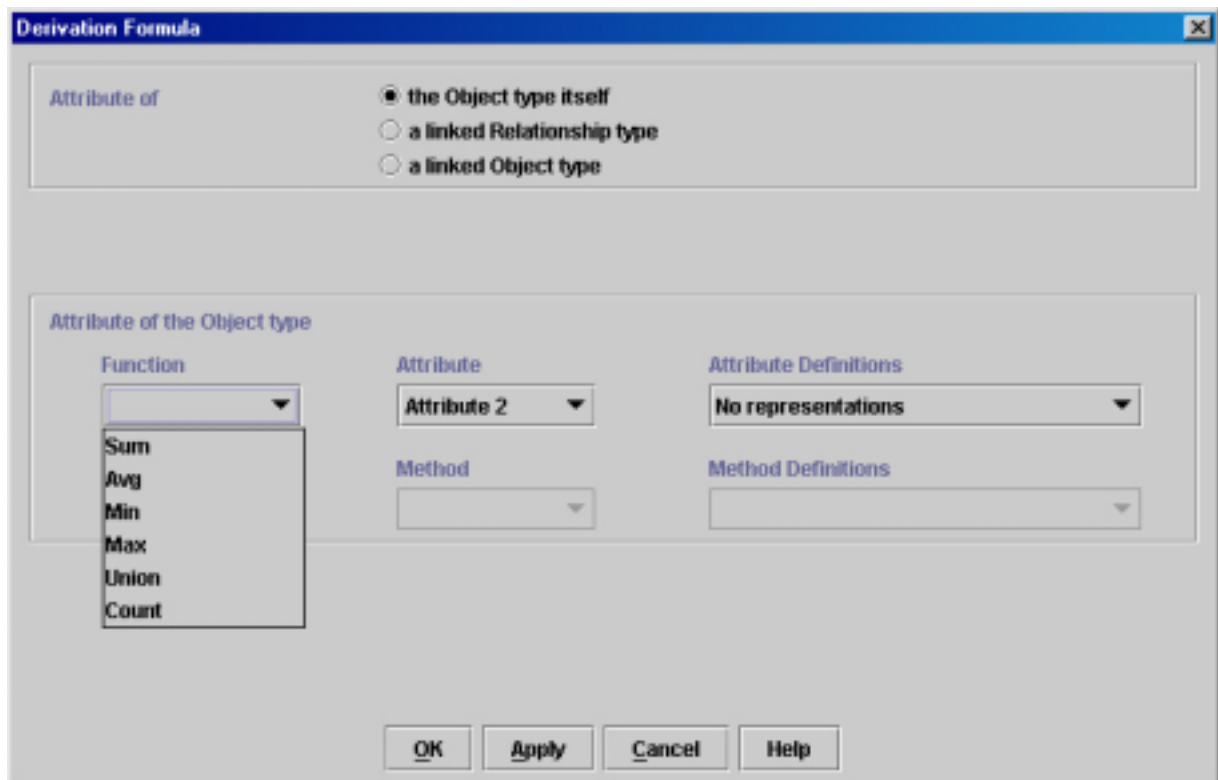 Derivation Formula
Attribute of
the Object type itself
a linked Relationship type
a linked Object type
Attribute of the Object type
Function Attribute Attribute Definitions
Attribute 2 No representations
Sum
Avg
Method Method Definitions
Min
Max
Union
Count
OK Apply Cancel Help